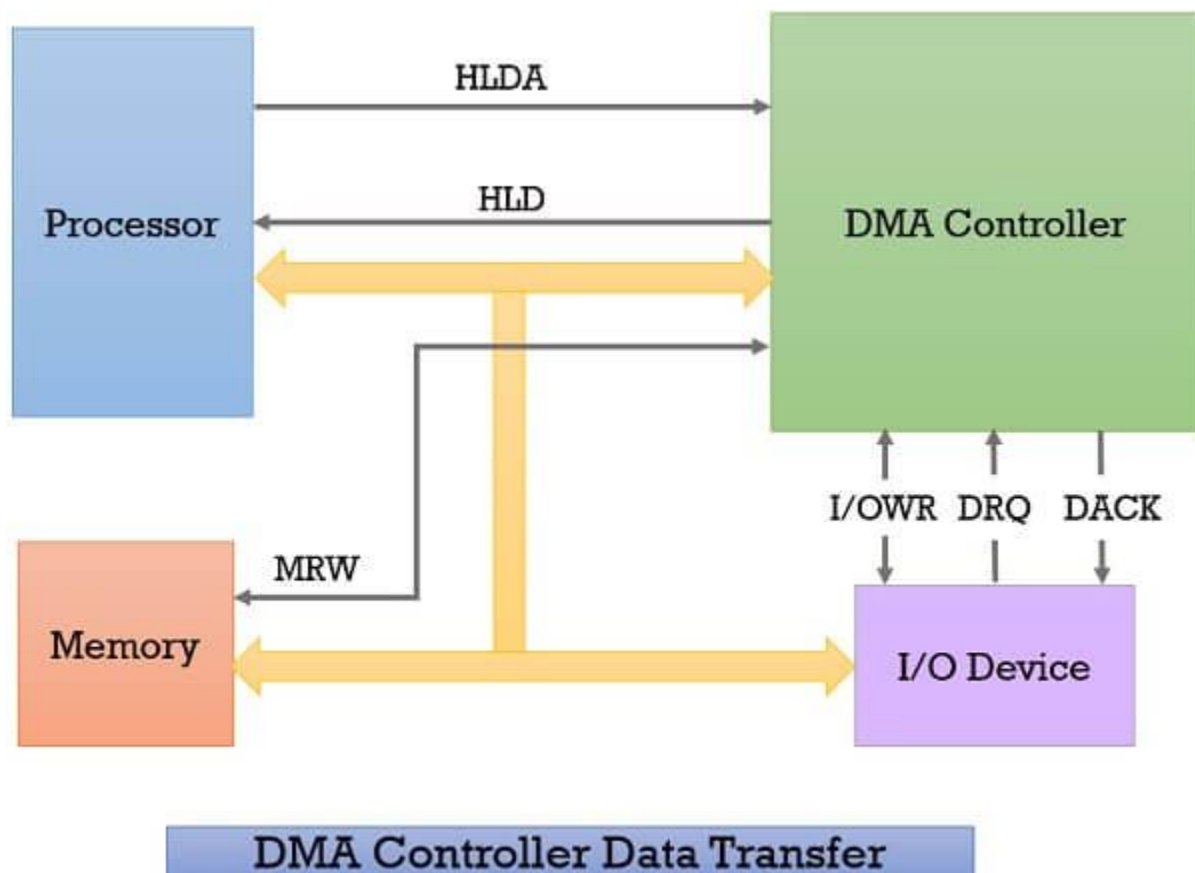 HLDA
HLD
Processor
DMA Controller
I/OWR DRQ DACK
MRW
Memory
I/O Device
DMA Controller Data Transfer